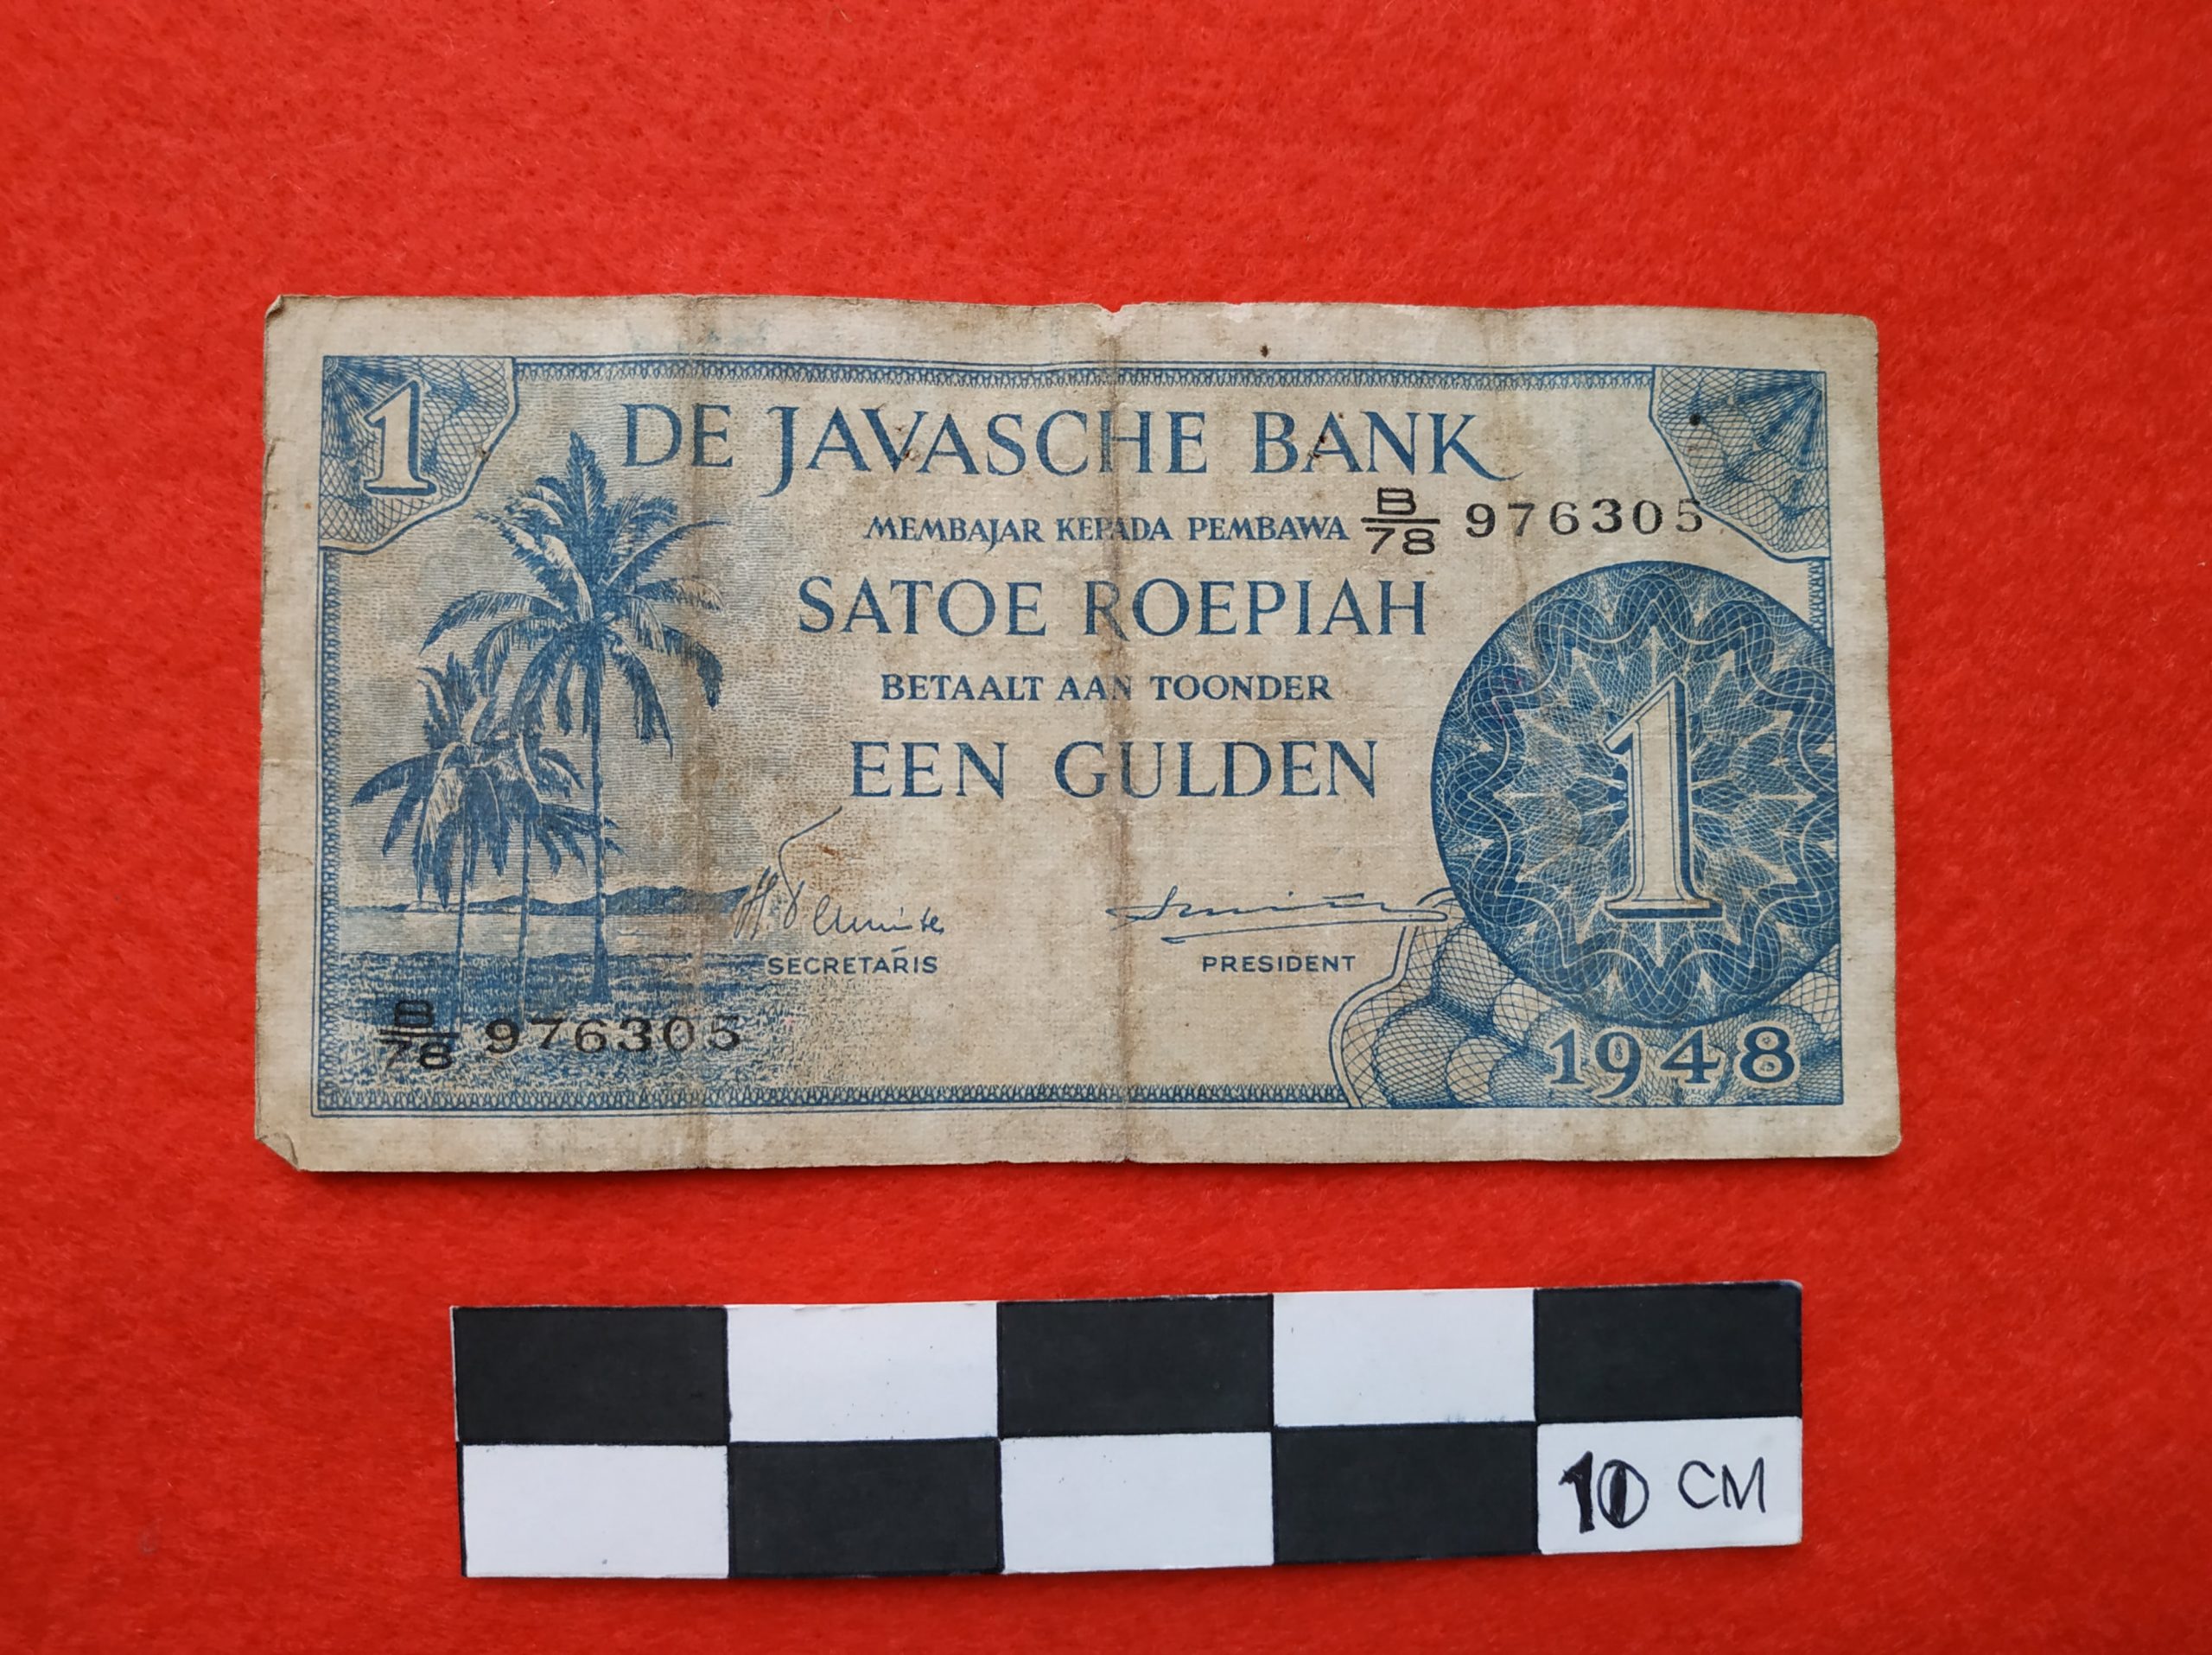 1
DE JAVASCHE BANK
MEMBAJAR KEPADA PEMBAWA B/78 976305
SATOE ROEPIAH
BETAALT AAN TOONDER
EEN GULDEN
1
SECRETARIS PRESIDENT
B/78 976305
1948
10 CM